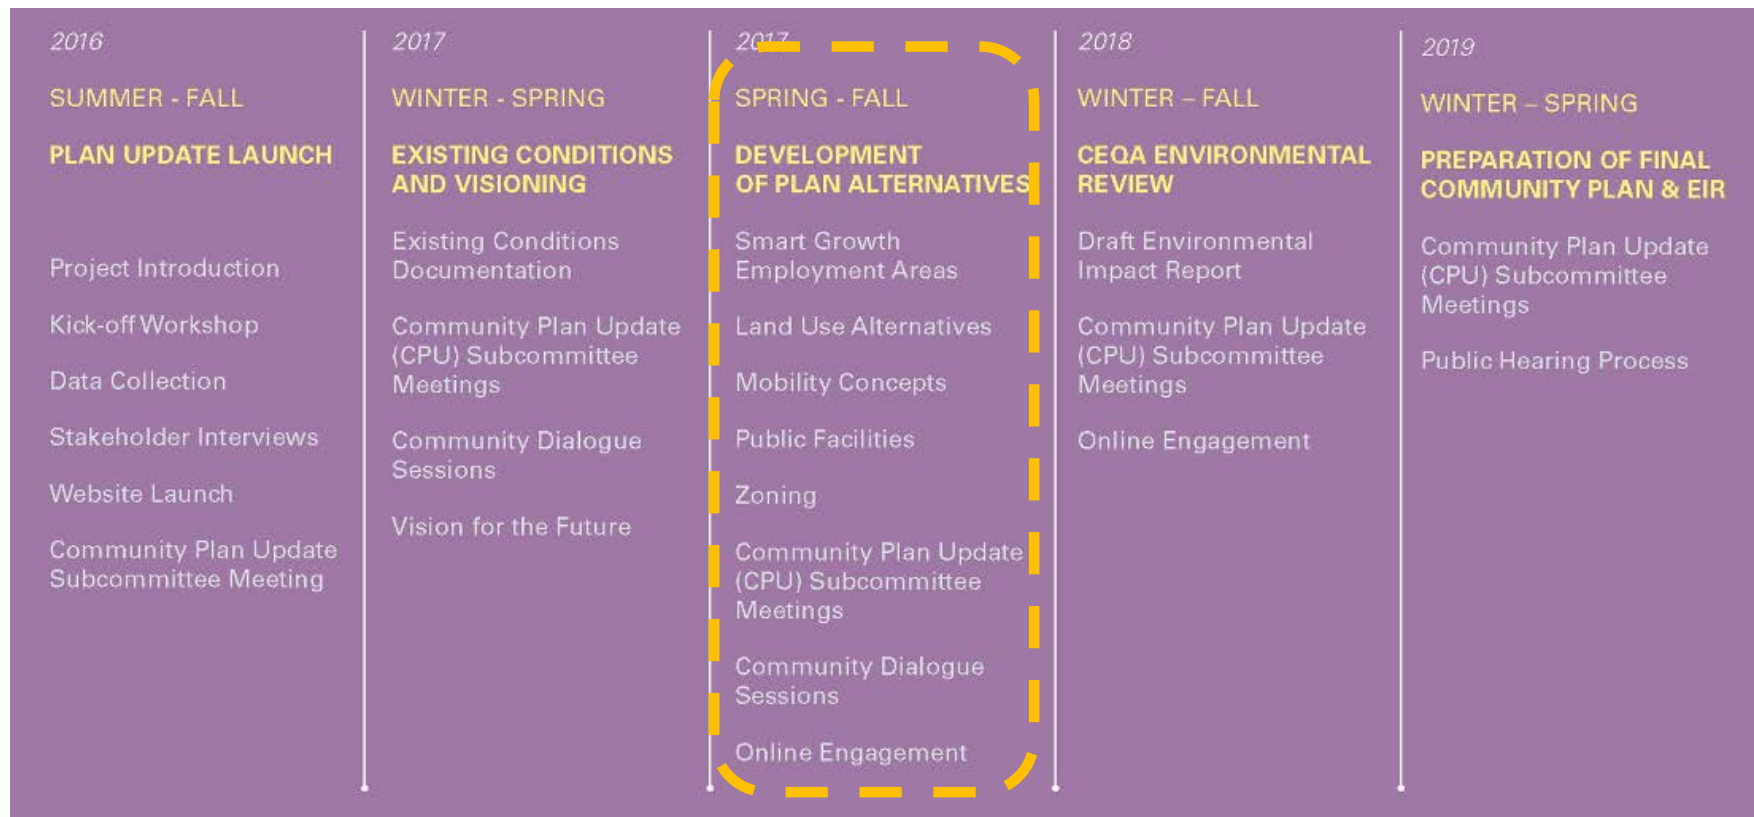 2016
SUMMER - FALL
PLAN UPDATE LAUNCH
Project Introduction
Kick-off Workshop
Data Collection
Stakeholder Interviews
Website Launch
Community Plan Update
Subcommittee Meeting
2017
WINTER - SPRING
EXISTING CONDITIONS
AND VISIONING
Existing Conditions
Documentation
Community Plan Update
(CPU) Subcommittee
Meetings
Community Dialogue
Sessions
Vision for the Future
2017
SPRING - FALL
DEVELOPMENT
OF PLAN ALTERNATIVES
Smart Growth
Employment Areas
Land Use Alternatives
Mobility Concepts
Public Facilities
Zoning
Community Plan Update
(CPU) Subcommittee
Meetings
Community Dialogue
Sessions
Online Engagement
2018
WINTER – FALL
CEQA ENVIRONMENTAL
REVIEW
Draft Environmental
Impact Report
Community Plan Update
(CPU) Subcommittee
Meetings
Online Engagement
2019
WINTER – SPRING
PREPARATION OF FINAL
COMMUNITY PLAN & EIR
Community Plan Update
(CPU) Subcommittee
Meetings
Public Hearing Process